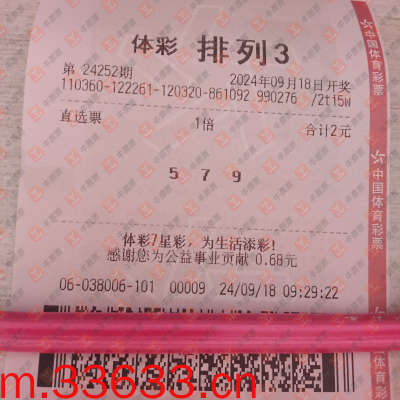 体彩 排列3
第 24252期 2024年09月18日开奖
110360-122261-120320-861092 990276 /2ti5w
直选票 1倍 合计2元
5 7 9
体彩7星彩，为生活添彩！
感谢您为公益事业贡献 0.68元
06-038006-101 00009 24/09/18 09:29:22
中国体育彩票
中国体育彩票
m.33633.cn